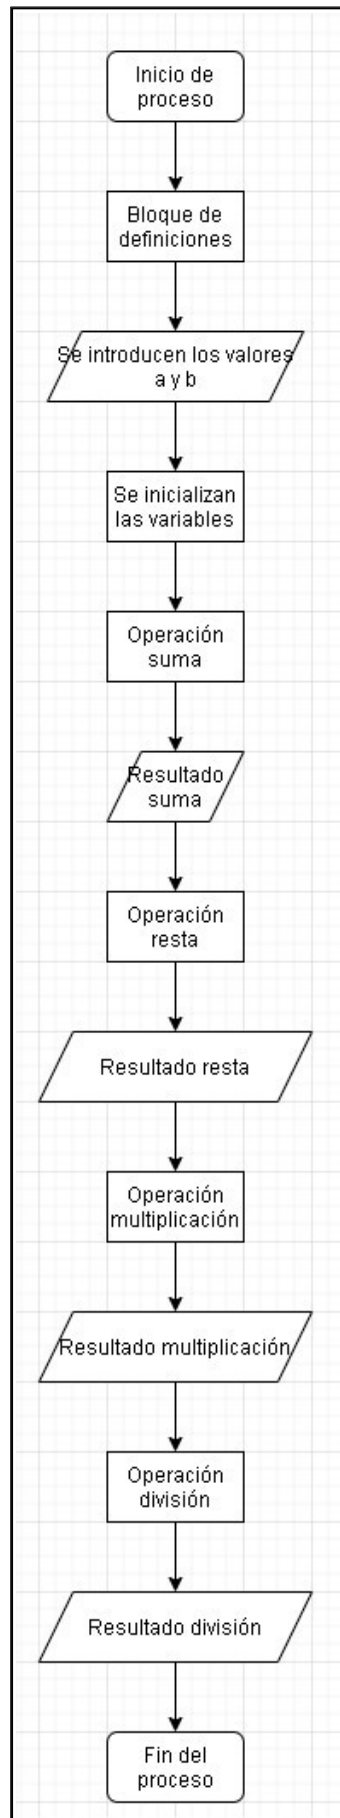 Inicio de
proceso
Bloque de
definiciones
Se introducen los valores
a y b
Se inicializan
las variables
Operación
suma
Resultado
suma
Operación
resta
Resultado resta
Operación
multiplicación
Resultado multiplicación
Operación
división
Resultado división
Fin del
proceso